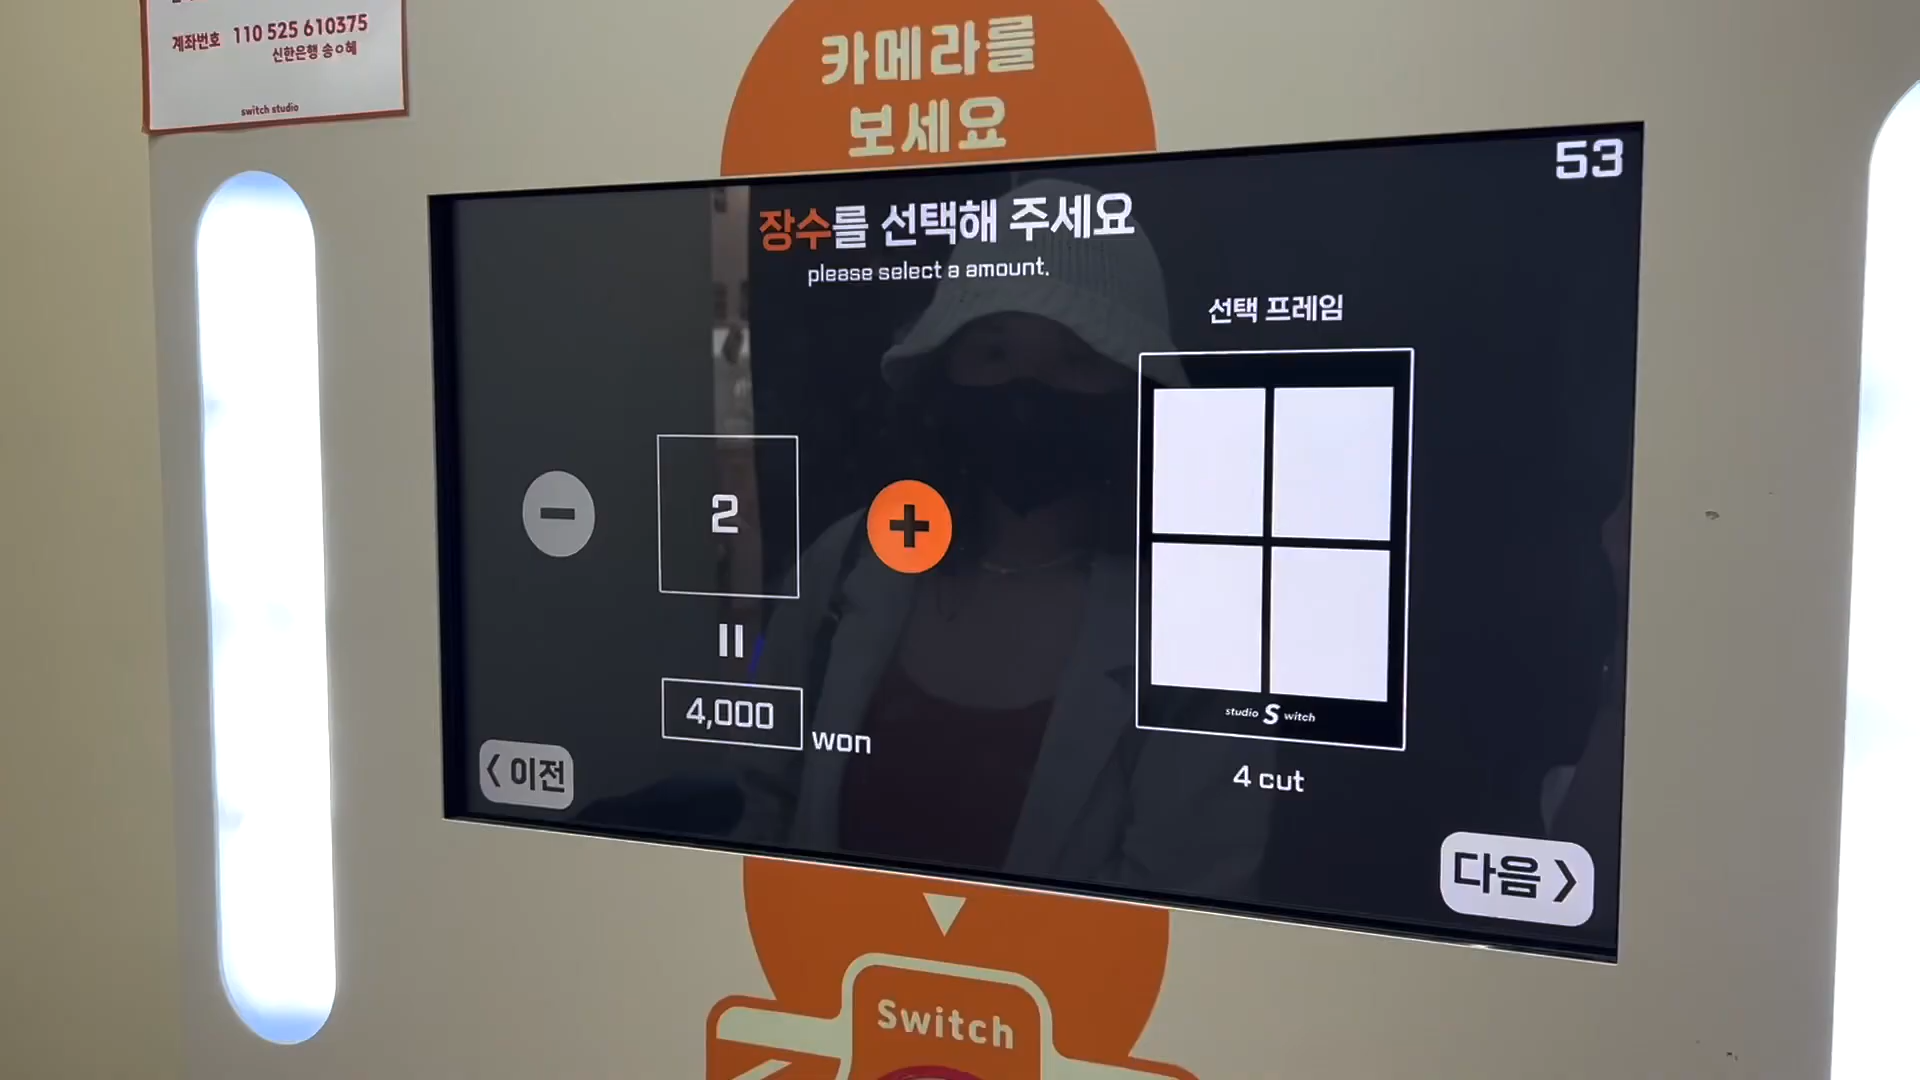 계좌번호 110 525 610375
신한은행 송ㅇ혜
switch studio
카메라를
보세요
53
장수를 선택해 주세요
please select a amount.
선택 프레임
2
4,000 won
studio S witch
4 cut
이전
다음
Switch